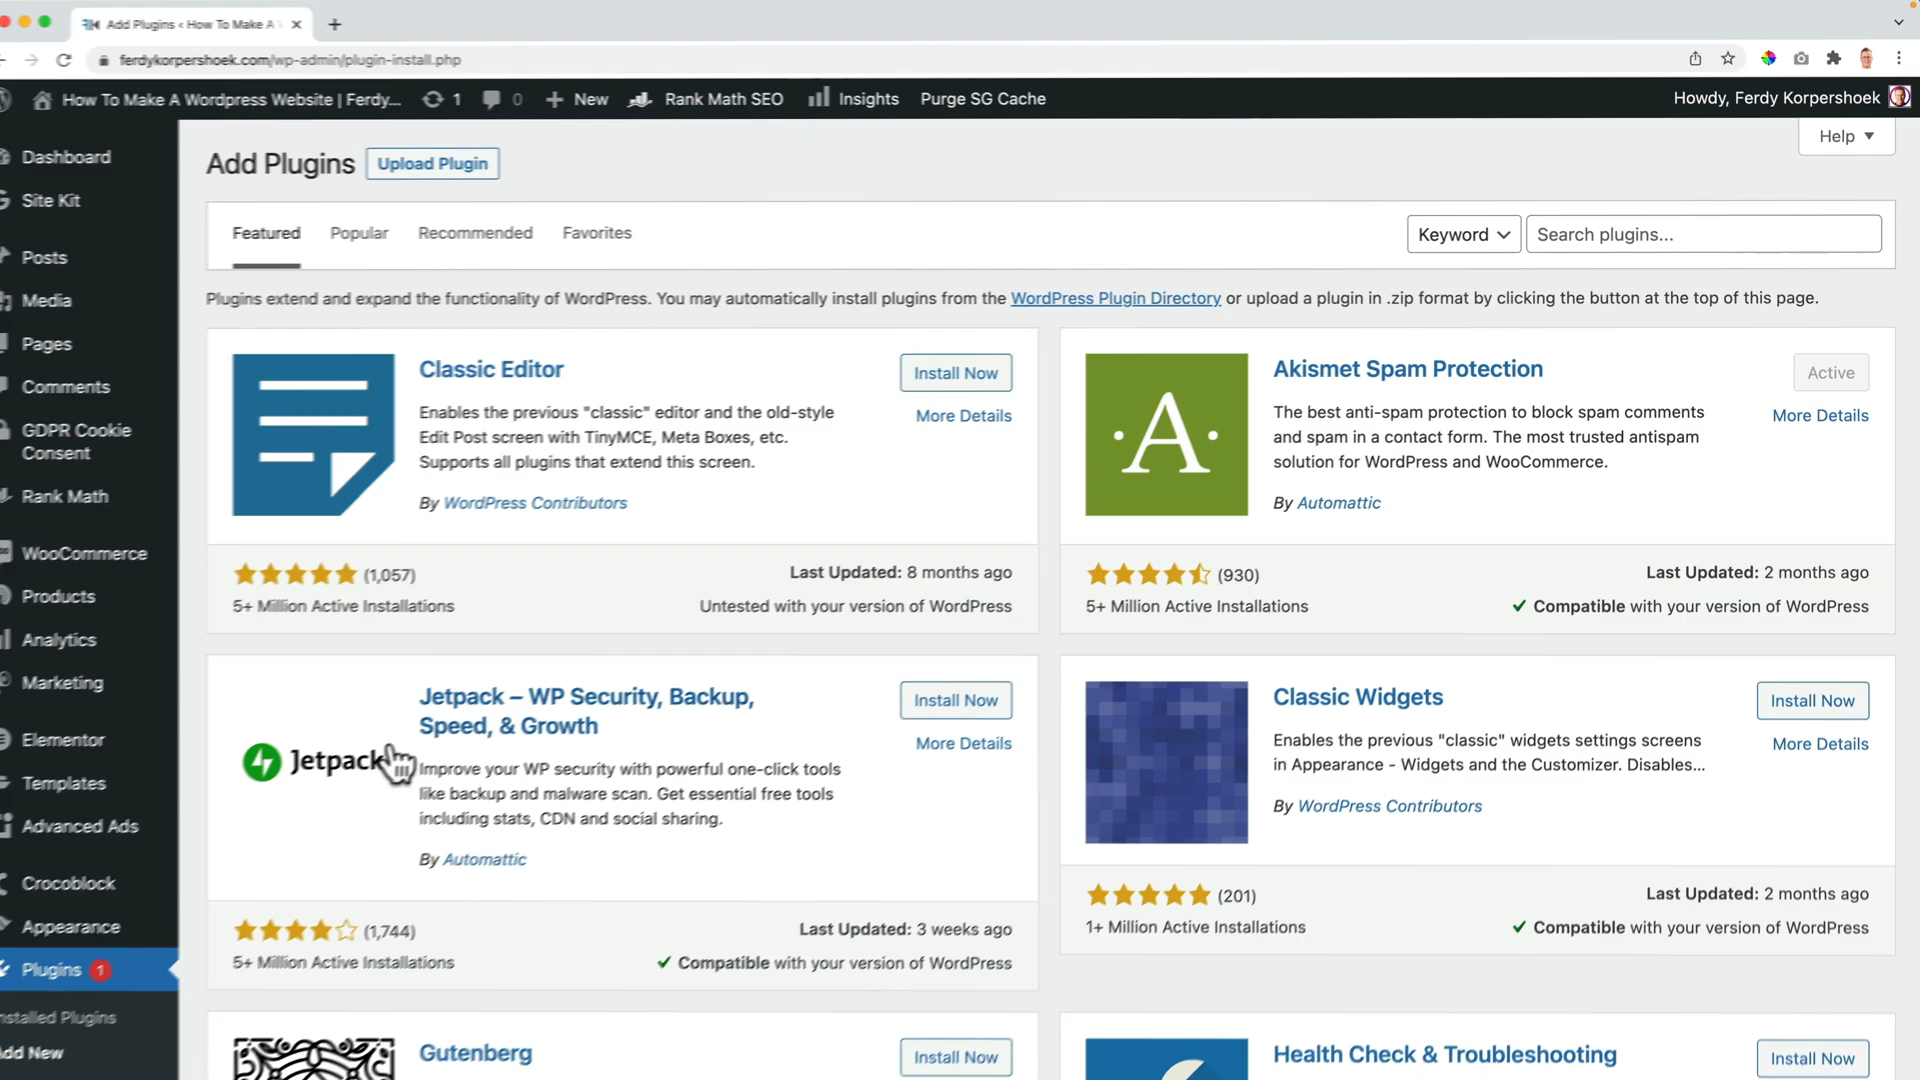 Add Plugins ‹ How To Make A
ferdykorpershoek.com/wp-admin/plugin-install.php
How To Make A Wordpress Website | Ferdy... 1 0 New Rank Math SEO Insights Purge SG Cache Howdy, Ferdy Korpershoek
Help
Add Plugins Upload Plugin
Featured Popular Recommended Favorites Keyword Search plugins...
Plugins extend and expand the functionality of WordPress. You may automatically install plugins from the WordPress Plugin Directory or upload a plugin in .zip format by clicking the button at the top of this page.
Dashboard
Site Kit
Posts
Media
Pages
Comments
GDPR Cookie
Consent
Rank Math
WooCommerce
Products
Analytics
Marketing
Elementor
Templates
Advanced Ads
Crocoblock
Appearance
Plugins 1
nstalled Plugins
Add New
Classic Editor
Install Now
More Details
Enables the previous "classic" editor and the old-style
Edit Post screen with TinyMCE, Meta Boxes, etc.
Supports all plugins that extend this screen.
By WordPress Contributors
(1,057)
Last Updated: 8 months ago
5+ Million Active Installations
Untested with your version of WordPress
A
Akismet Spam Protection
Active
More Details
The best anti-spam protection to block spam comments
and spam in a contact form. The most trusted antispam
solution for WordPress and WooCommerce.
By Automattic
(930)
Last Updated: 2 months ago
5+ Million Active Installations
Compatible with your version of WordPress
Jetpack
Jetpack – WP Security, Backup,
Speed, & Growth
Install Now
More Details
Improve your WP security with powerful one-click tools
like backup and malware scan. Get essential free tools
including stats, CDN and social sharing.
By Automattic
(1,744)
Last Updated: 3 weeks ago
5+ Million Active Installations
Compatible with your version of WordPress
Classic Widgets
Install Now
More Details
Enables the previous "classic" widgets settings screens
in Appearance - Widgets and the Customizer. Disables...
By WordPress Contributors
(201)
Last Updated: 2 months ago
1+ Million Active Installations
Compatible with your version of WordPress
Gutenberg
Install Now
Health Check & Troubleshooting
Install Now